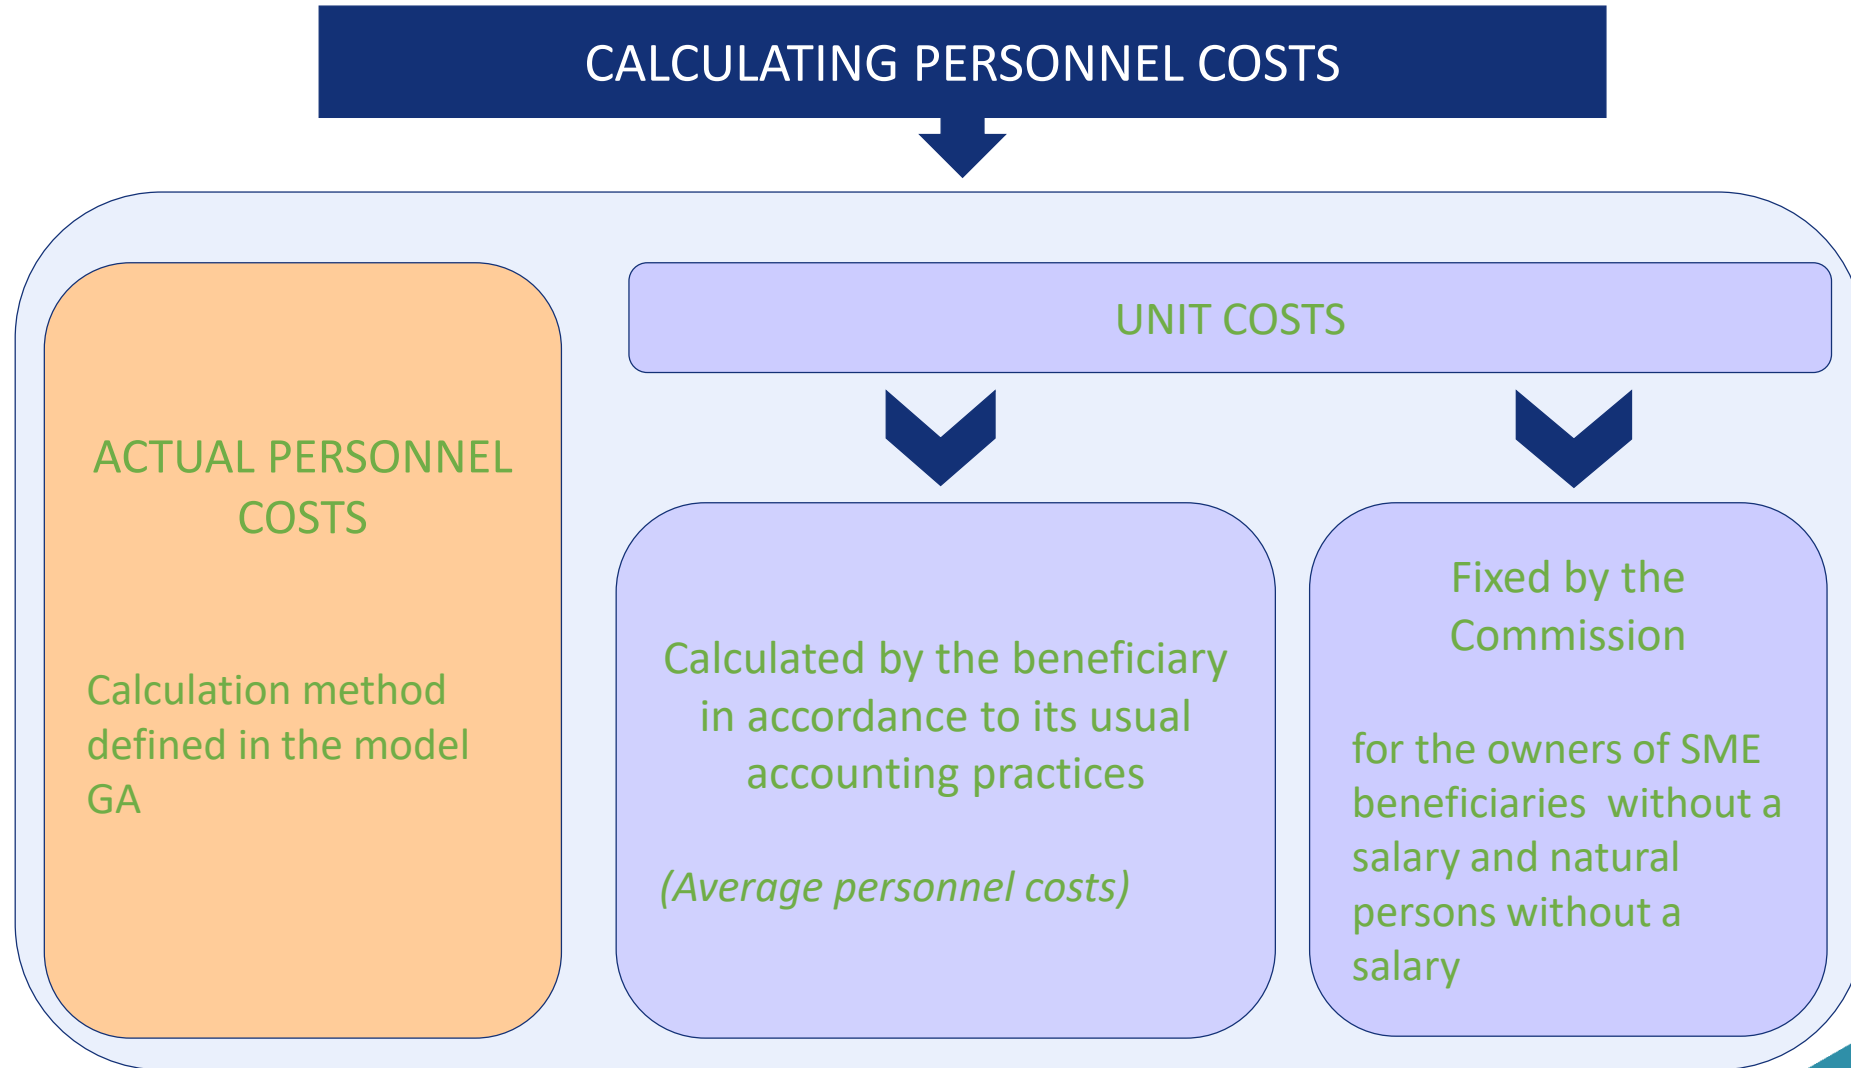 CALCULATING PERSONNEL COSTS
ACTUAL PERSONNEL
COSTS
Calculation method
defined in the model
GA
UNIT COSTS
Calculated by the beneficiary
in accordance to its usual
accounting practices
(Average personnel costs)
Fixed by the
Commission
for the owners of SME
beneficiaries  without a
salary and natural
persons without a
salary